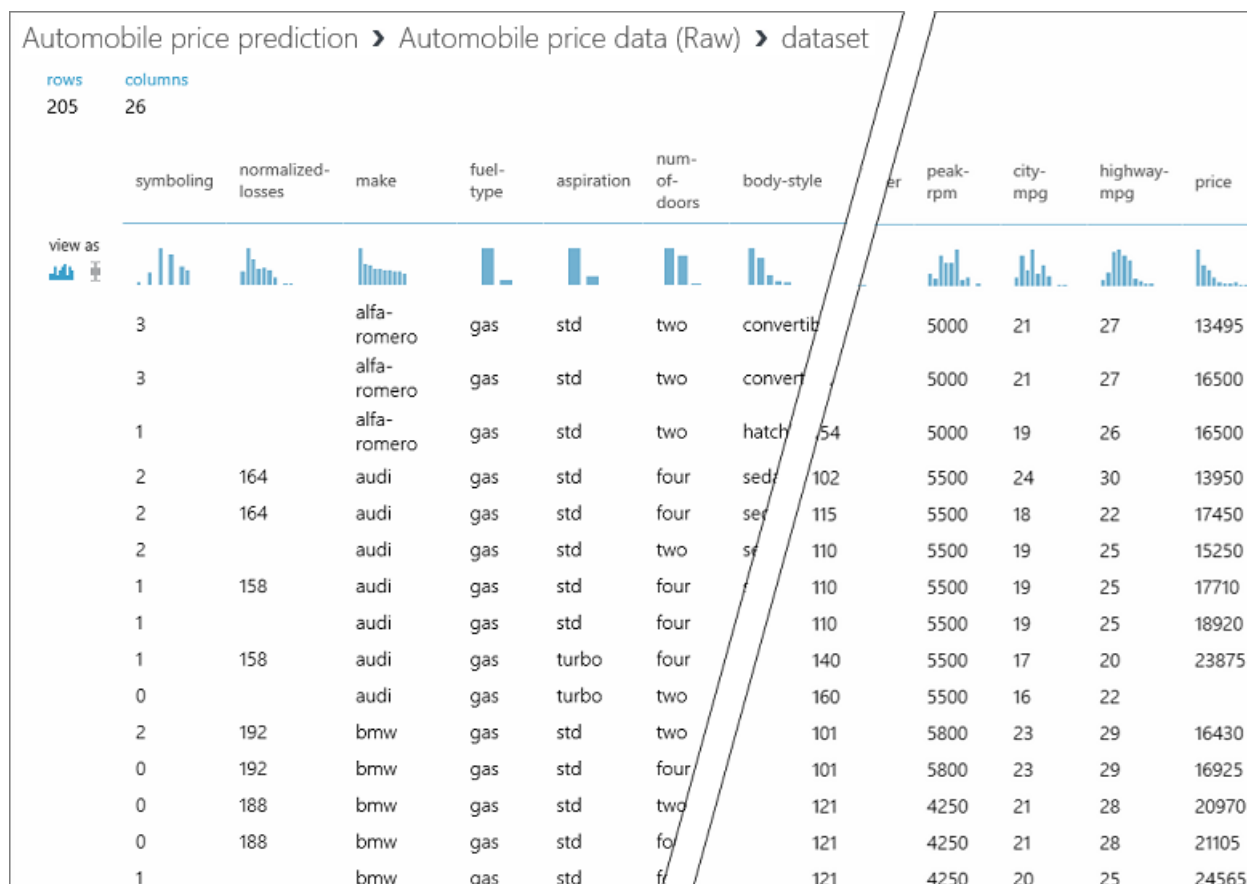 Automobile price prediction ❯ Automobile price data (Raw) ❯ dataset
rows columns
205 26
symboling normalized-losses make fuel-type aspiration num-of-doors body-style er peak-rpm city-mpg highway-mpg price
view as
3 alfa-romero gas std two convertib 5000 21 27 13495
3 alfa-romero gas std two convert 5000 21 27 16500
1 alfa-romero gas std two hatch 54 5000 19 26 16500
2 164 audi gas std four seda 102 5500 24 30 13950
2 164 audi gas std four sed 115 5500 18 22 17450
2 audi gas std two se 110 5500 19 25 15250
1 158 audi gas std four 110 5500 19 25 17710
1 audi gas std four 110 5500 19 25 18920
1 158 audi gas turbo four 140 5500 17 20 23875
0 audi gas turbo two 160 5500 16 22
2 192 bmw gas std two 101 5800 23 29 16430
0 192 bmw gas std four 101 5800 23 29 16925
0 188 bmw gas std two 121 4250 21 28 20970
0 188 bmw gas std fo 121 4250 21 28 21105
1 bmw gas std f 121 4250 20 25 24565